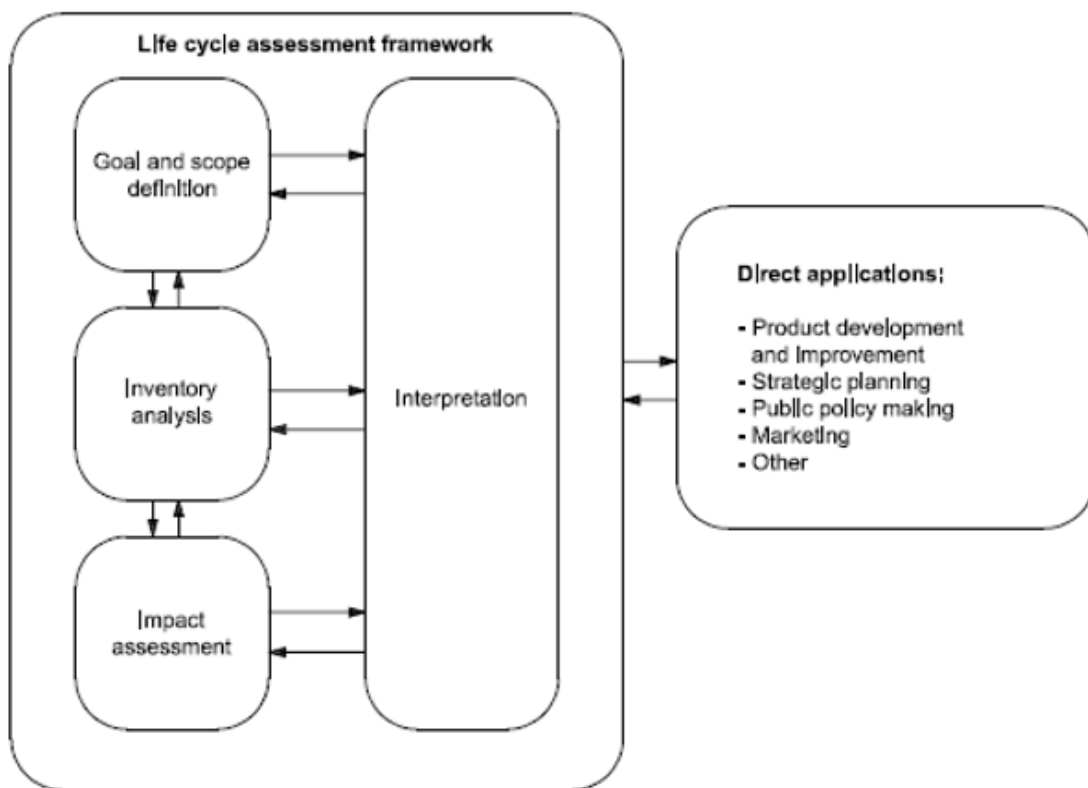 Life cycle assessment framework
Goal and scope
definition
Inventory
analysis
Impact
assessment
Interpretation
Direct applications:
- Product development
and improvement
- Strategic planning
- Public policy making
- Marketing
- Other